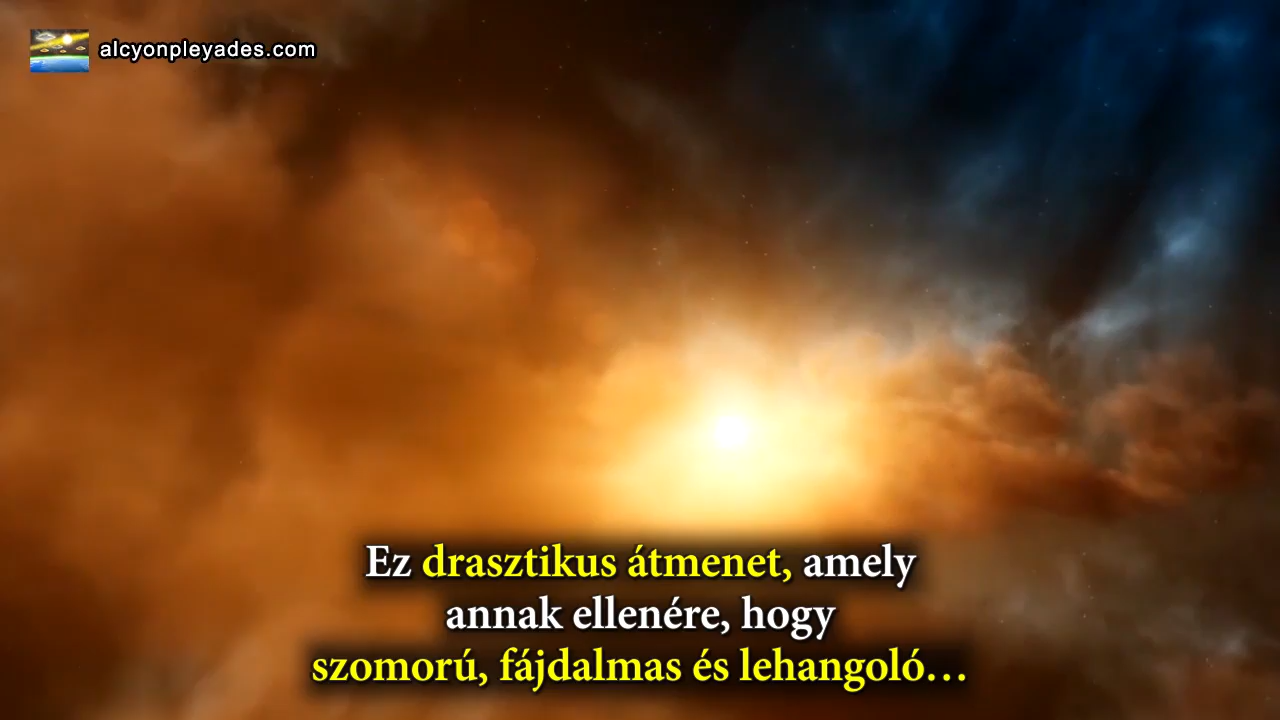 alcyonpleyades.com
Ez drasztikus átmenet, amely
annak ellenére, hogy
szomorú, fájdalmas és lehangoló…